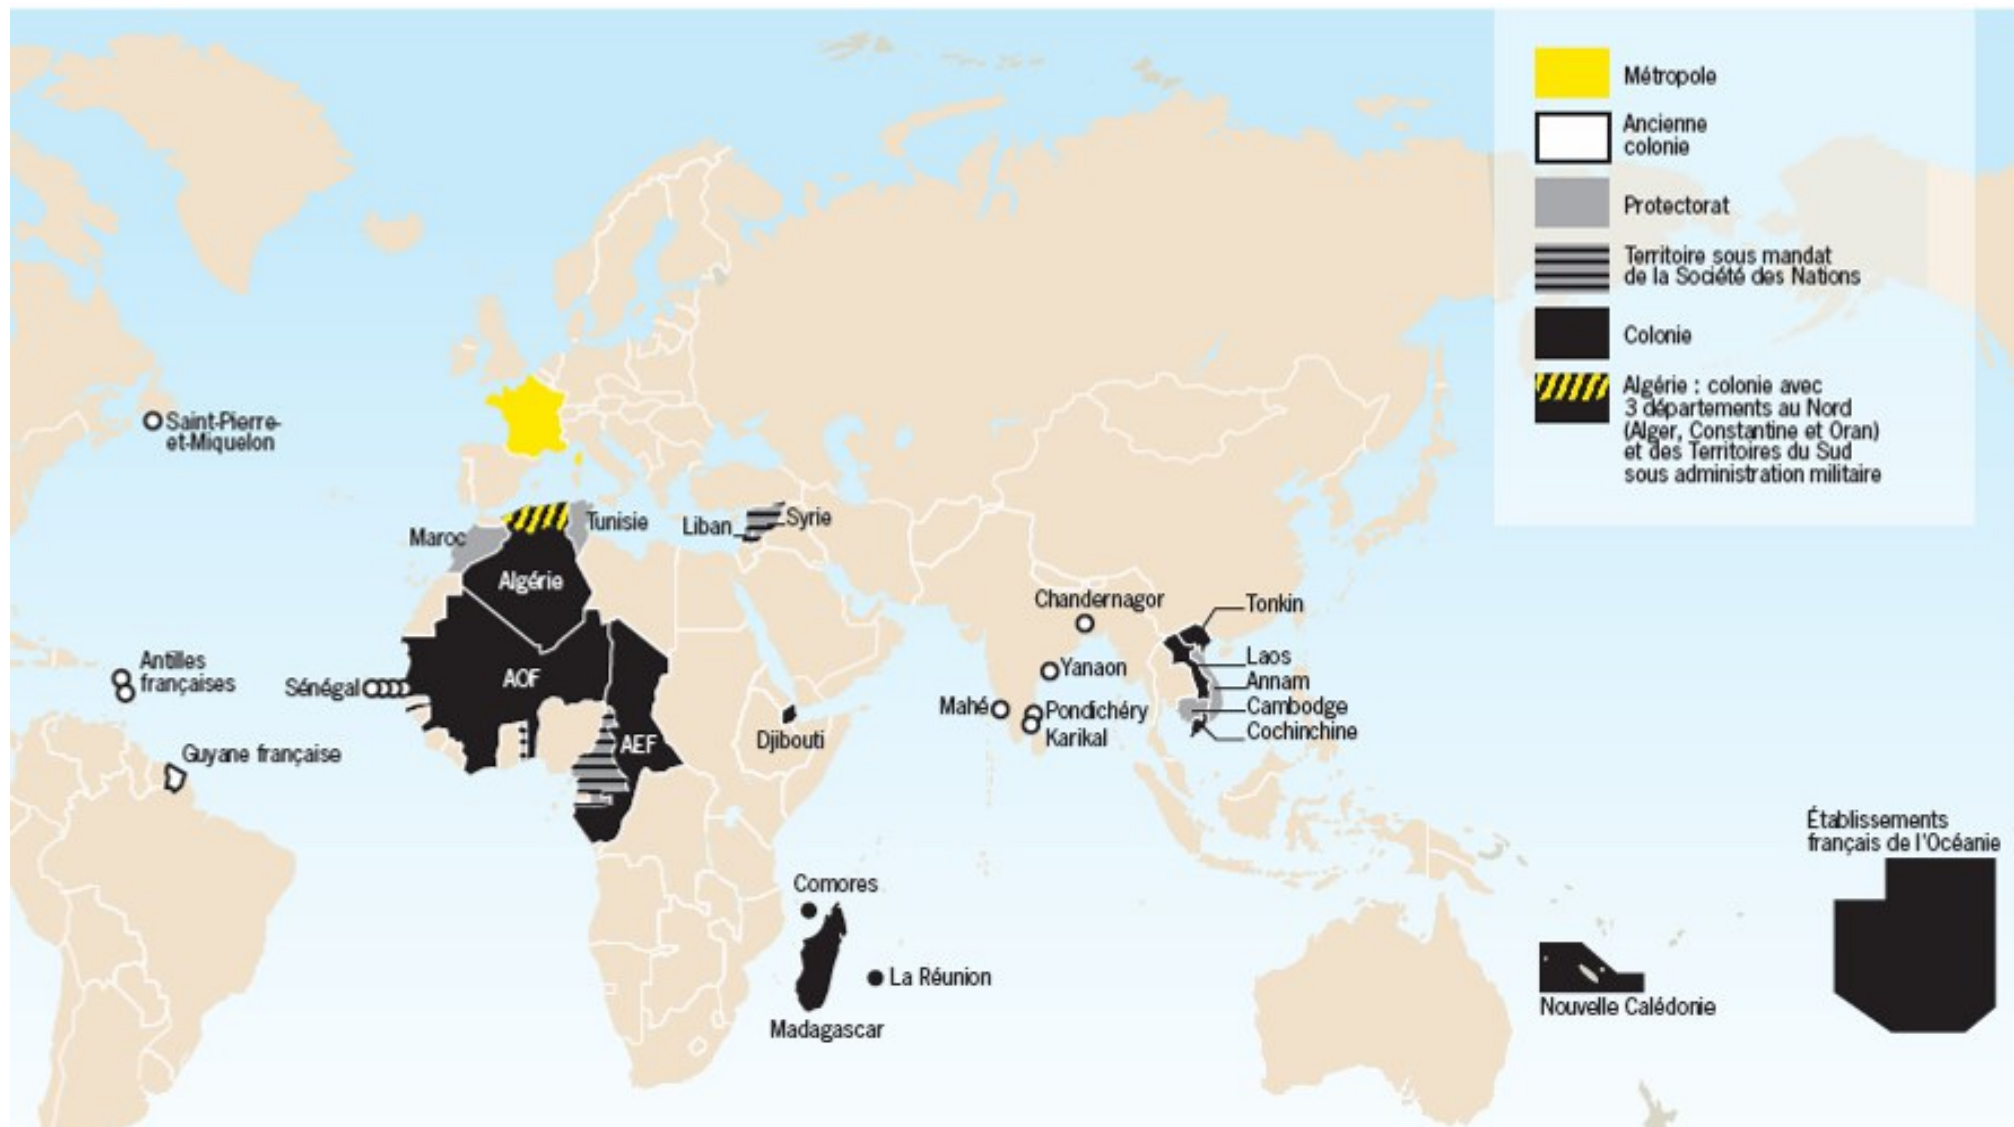 Métropole
Ancienne
colonie
Protectorat
Territoire sous mandat
de la Société des Nations
Colonie
Algérie : colonie avec
3 départements au Nord
(Alger, Constantine et Oran)
et des Territoires du Sud
sous administration militaire
Saint-Pierre-
et-Miquelon
Maroc
Tunisie
Liban
Syrie
Algérie
Chandernagor
Tonkin
Antilles
françaises
Sénégal
AOF
Yanaon
Laos
Annam
Mahé
Pondichéry
Cambodge
Karikal
Cochinchine
Guyane française
AEF
Djibouti
Établissements
français de l'Océanie
Comores
La Réunion
Nouvelle Calédonie
Madagascar